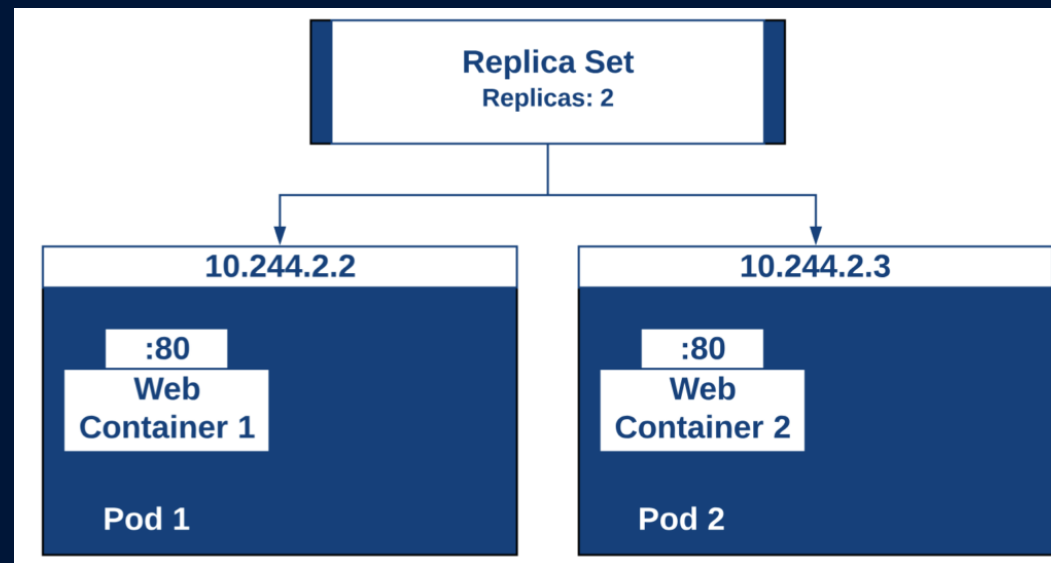 Replica Set
Replicas: 2
10.244.2.2
:80
Web
Container 1
Pod 1
10.244.2.3
:80
Web
Container 2
Pod 2